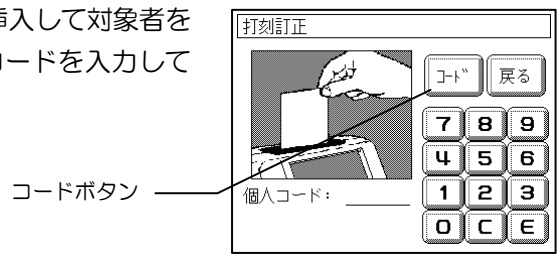 挿入して対象者を
コードを入力して
打刻訂正
ｺｰﾄﾞ 戻る
7 8 9
4 5 6
コードボタン
個人コード：
1 2 3
0 C E